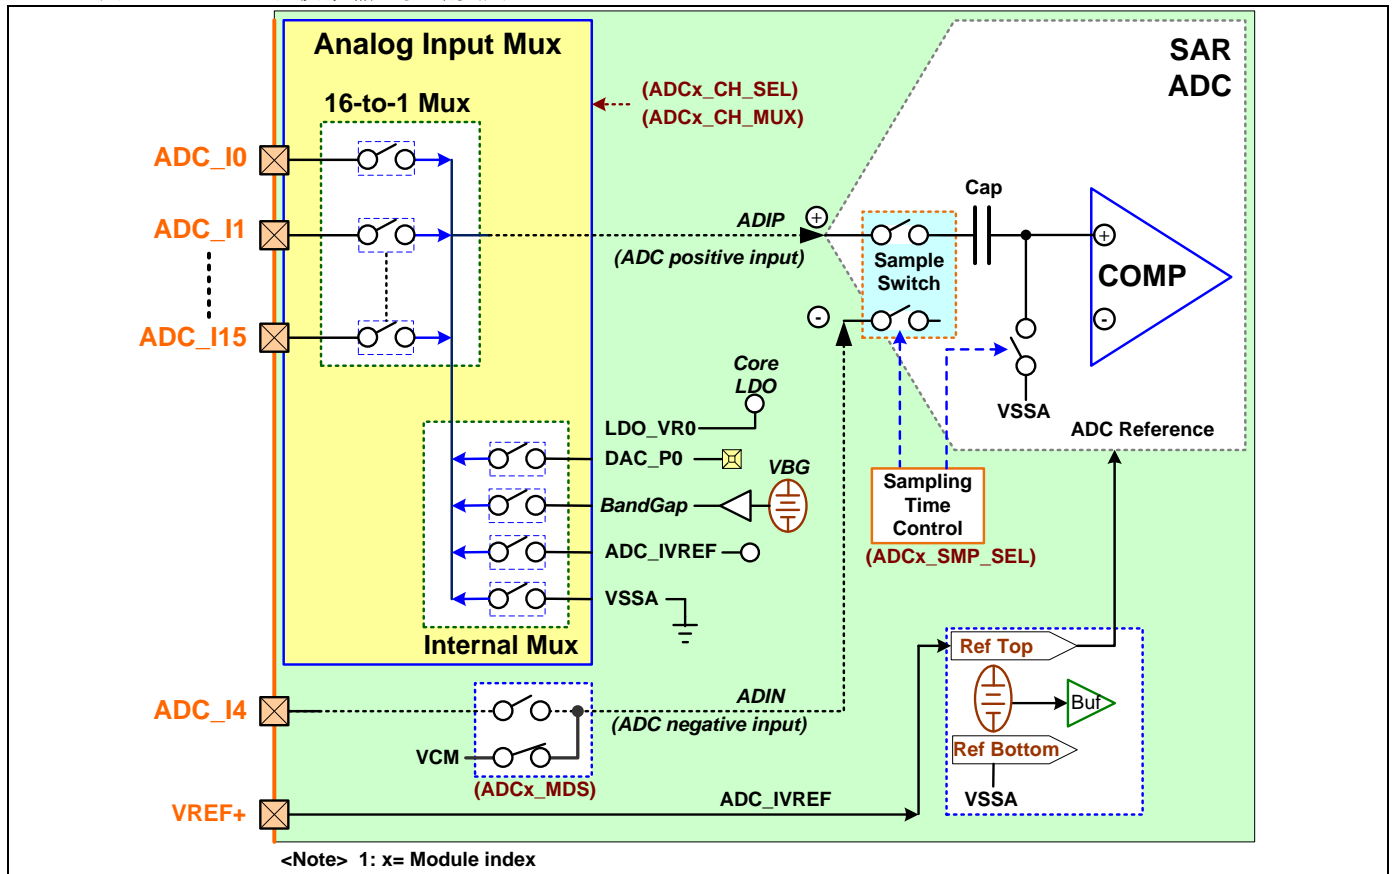 Analog Input Mux
SAR
ADC
16-to-1 Mux
(ADCx_CH_SEL)
(ADCx_CH_MUX)
ADC_I0
ADC_I1
ADC_I15
ADIP
(ADC positive input)
+
-
Sample
Switch
Cap
+
COMP
-
VSSA
ADC Reference
Core
LDO
LDO_VR0
DAC_P0
VBG
BandGap
ADC_IVREF
VSSA
Internal Mux
Sampling
Time
Control
(ADCx_SMP_SEL)
ADC_I4
ADIN
(ADC negative input)
VCM
(ADCx_MDS)
Ref Top
Buf
Ref Bottom
VSSA
VREF+
ADC_IVREF
<Note> 1: x= Module index